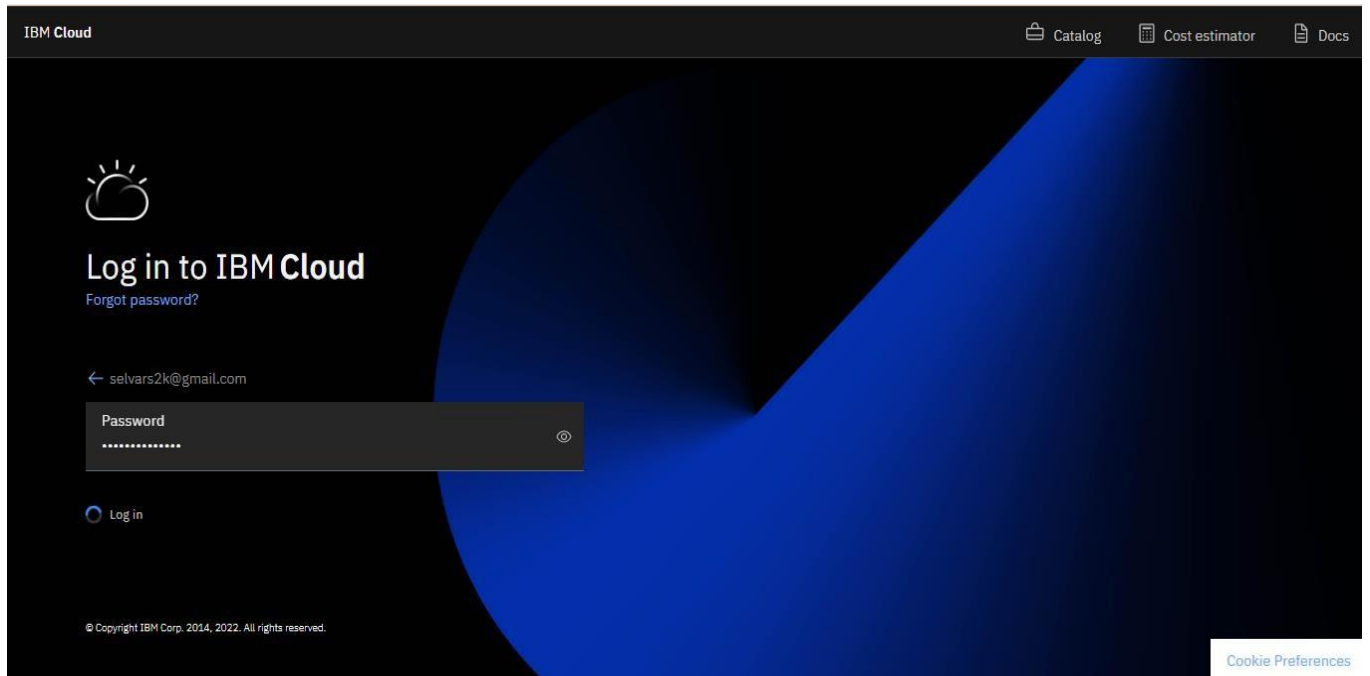 IBM Cloud
Catalog
Cost estimator
Docs
Log in to IBM Cloud
Forgot password?
← selvars2k@gmail.com
Password
••••••••••••••
Log in
© Copyright IBM Corp. 2014, 2022. All rights reserved.
Cookie Preferences